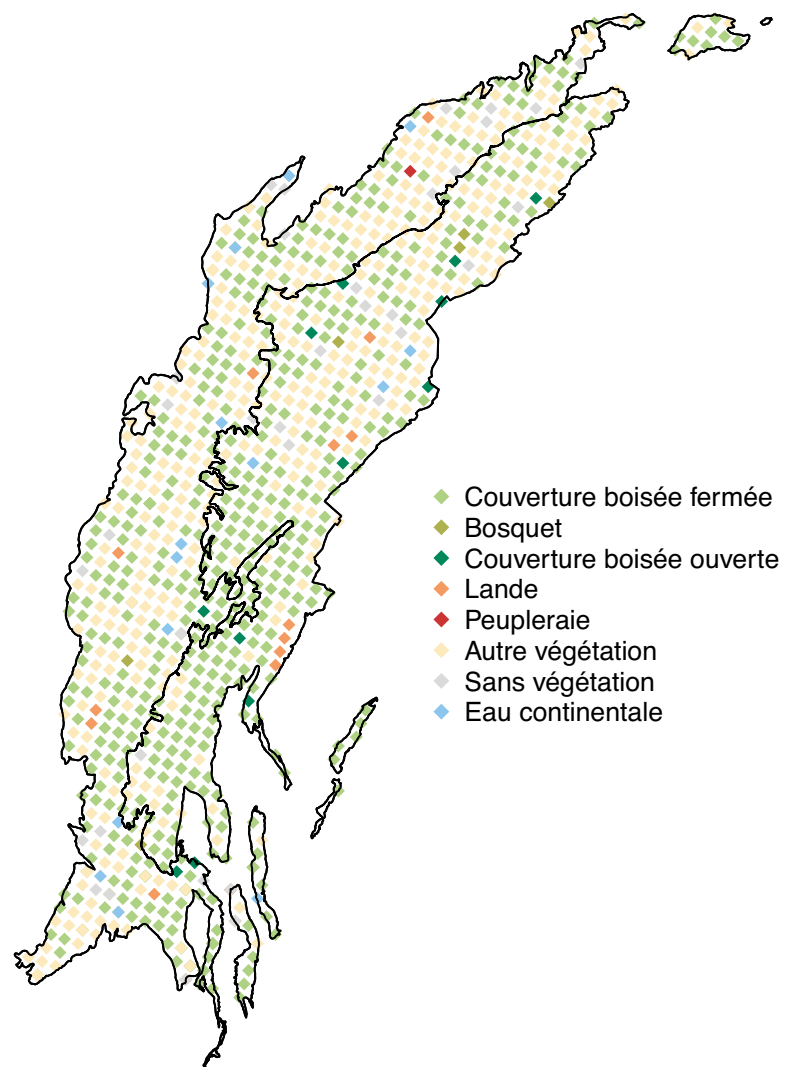 Couverture boisée fermée
Bosquet
Couverture boisée ouverte
Lande
Peupleraie
Autre végétation
Sans végétation
Eau continentale